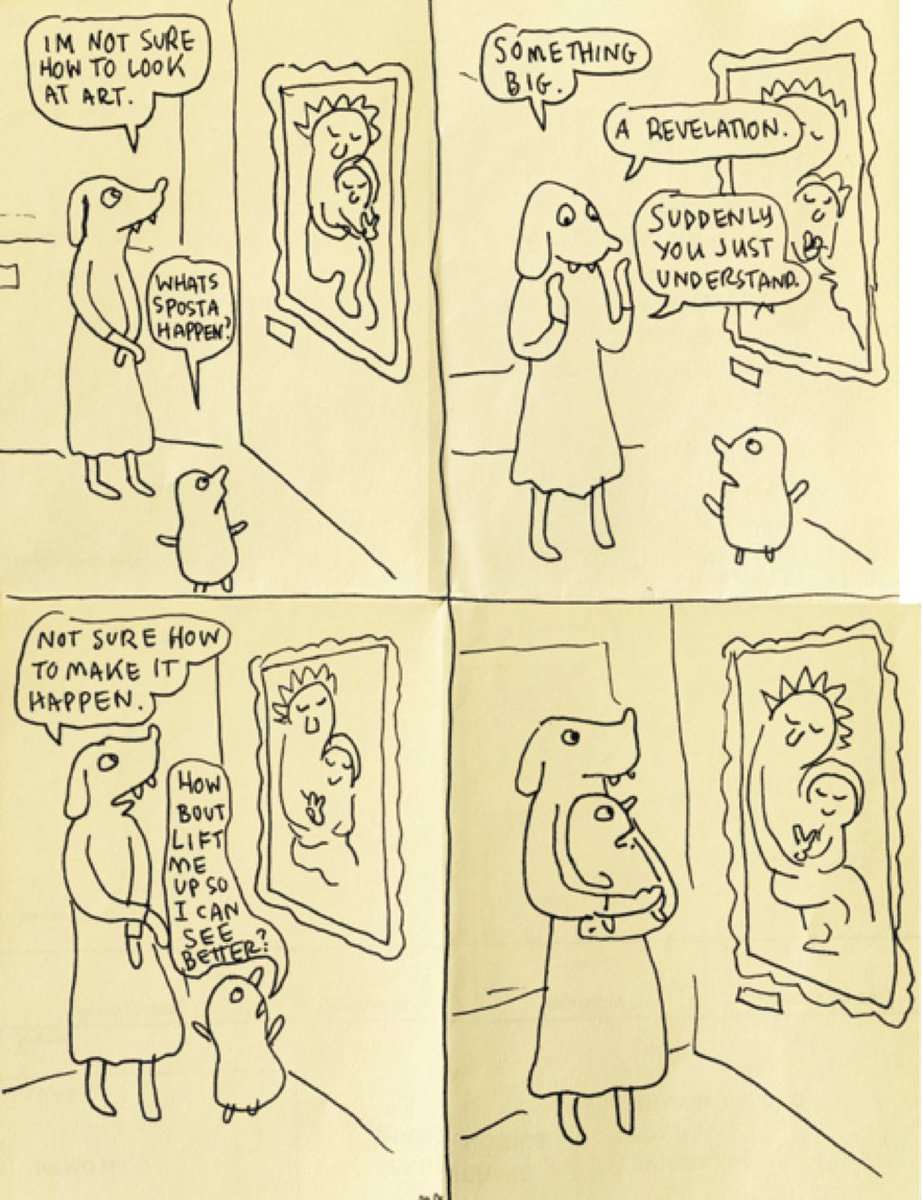 IM NOT SURE
HOW TO LOOK
AT ART.
WHATS
SPOSTA
HAPPEN?
SOMETHING
BIG.
A REVELATION.
SUDDENLY
YOU JUST
UNDERSTAND.
NOT SURE HOW
TO MAKE IT
HAPPEN.
HOW
BOUT
LIFT
ME
UP SO
I CAN
SEE
BETTER?